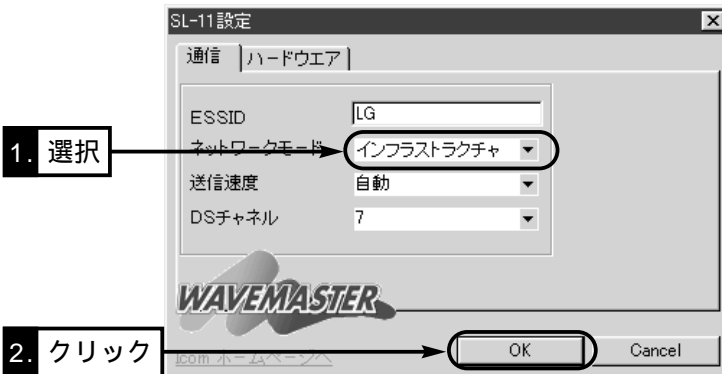 SL-11設定
通信 ハードウエア
ESSID LG
1. 選択
ネットワークモード インフラストラクチャ
送信速度 自動
DSチャネル 7
WAVEMASTER
2. クリック
OK Cancel
Icom ホームページへ